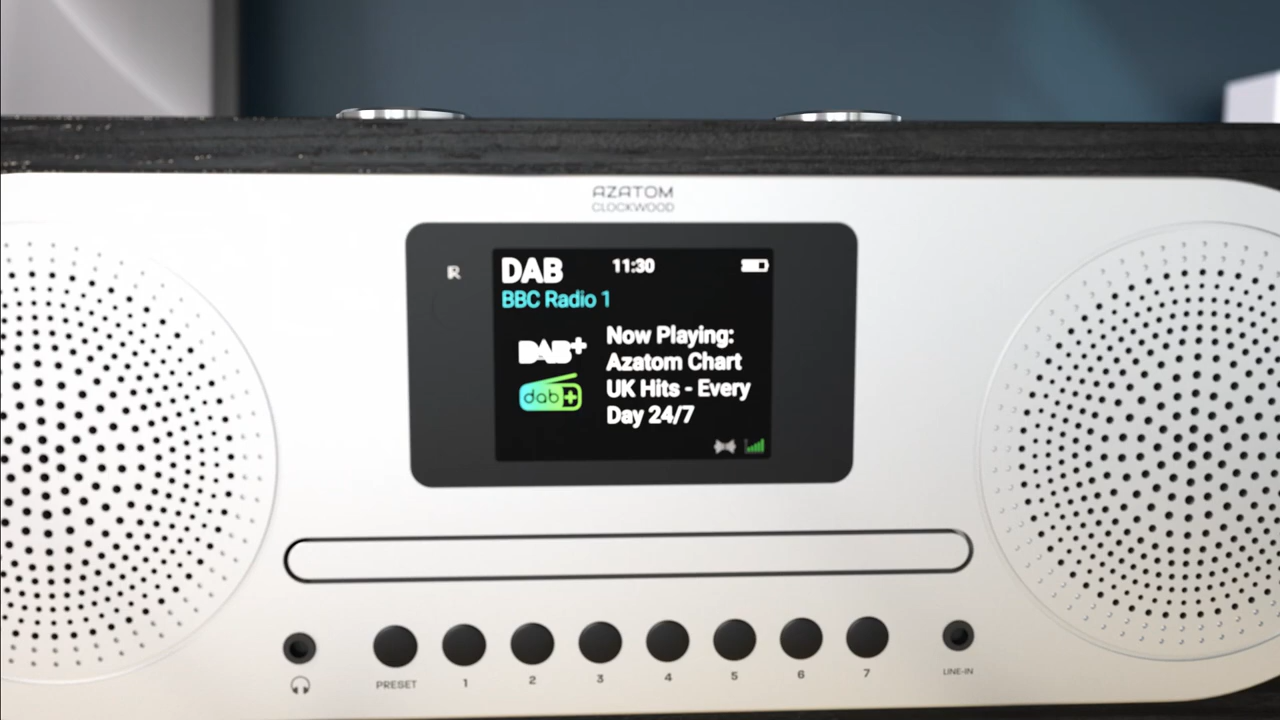 AZATOM
CLOCKWOOD
R
DAB 11:30
BBC Radio 1
DAB+
dab+
Now Playing:
Azatom Chart
UK Hits - Every
Day 24/7
PRESET 1 2 3 4 5 6 7 LINE-IN